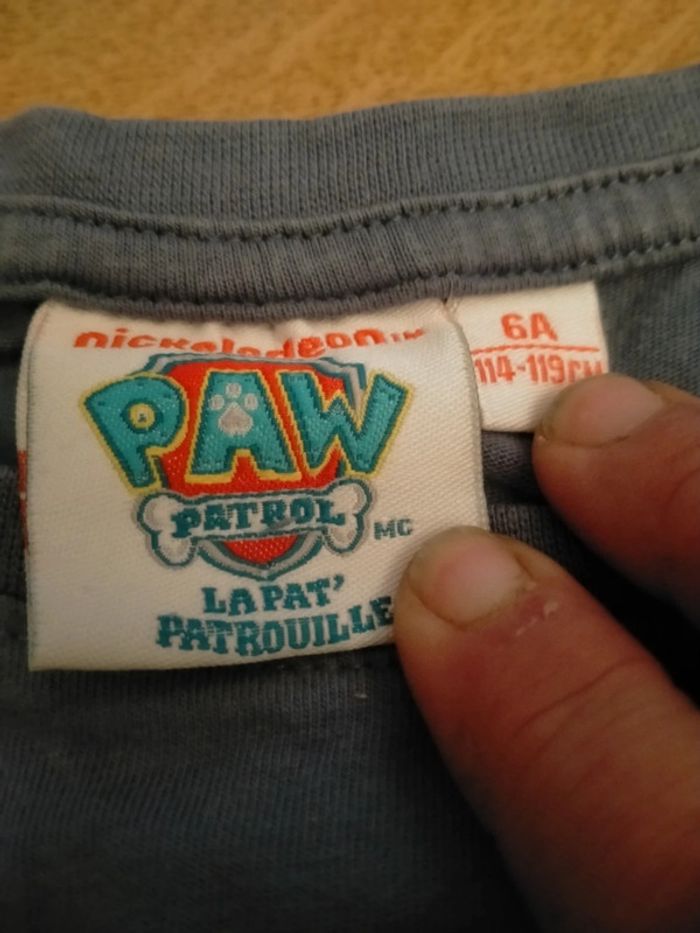 nickelodeon
PAW
PATROL
MC
LA PAT'
PATROUILLE
6A
114-119CM